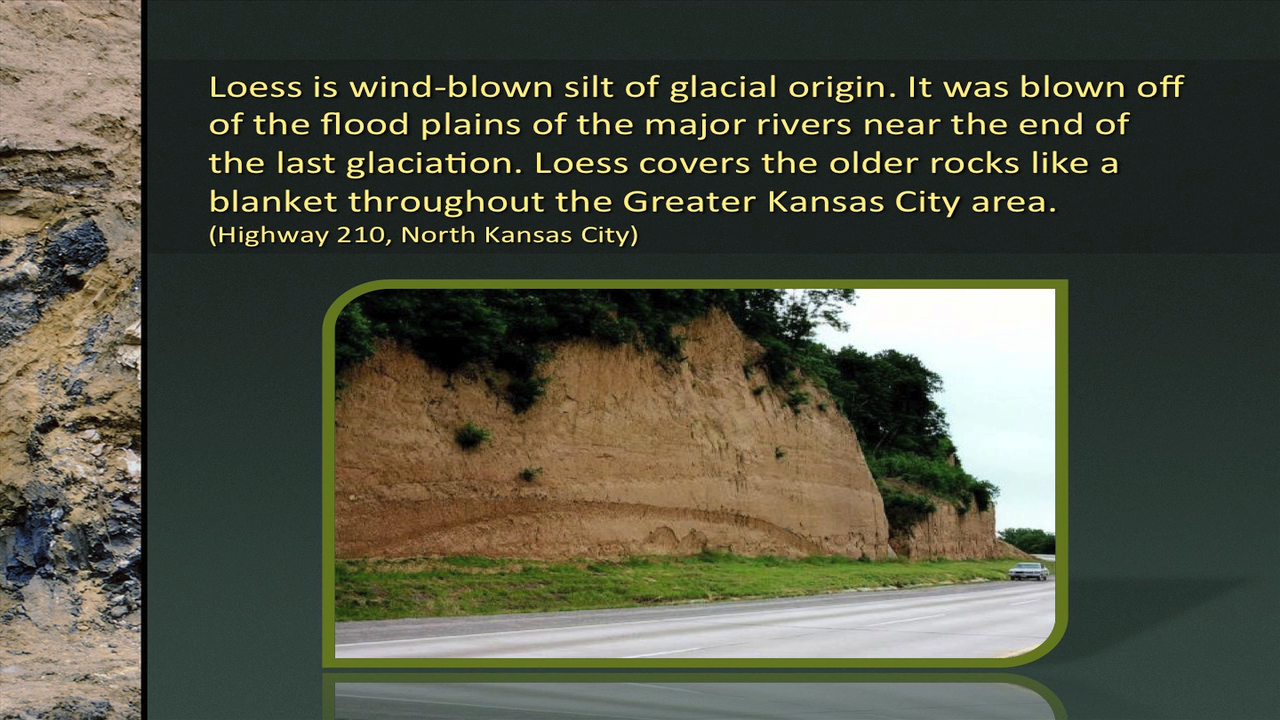 Loess is wind-blown silt of glacial origin. It was blown off
of the flood plains of the major rivers near the end of
the last glaciation. Loess covers the older rocks like a
blanket throughout the Greater Kansas City area.
(Highway 210, North Kansas City)